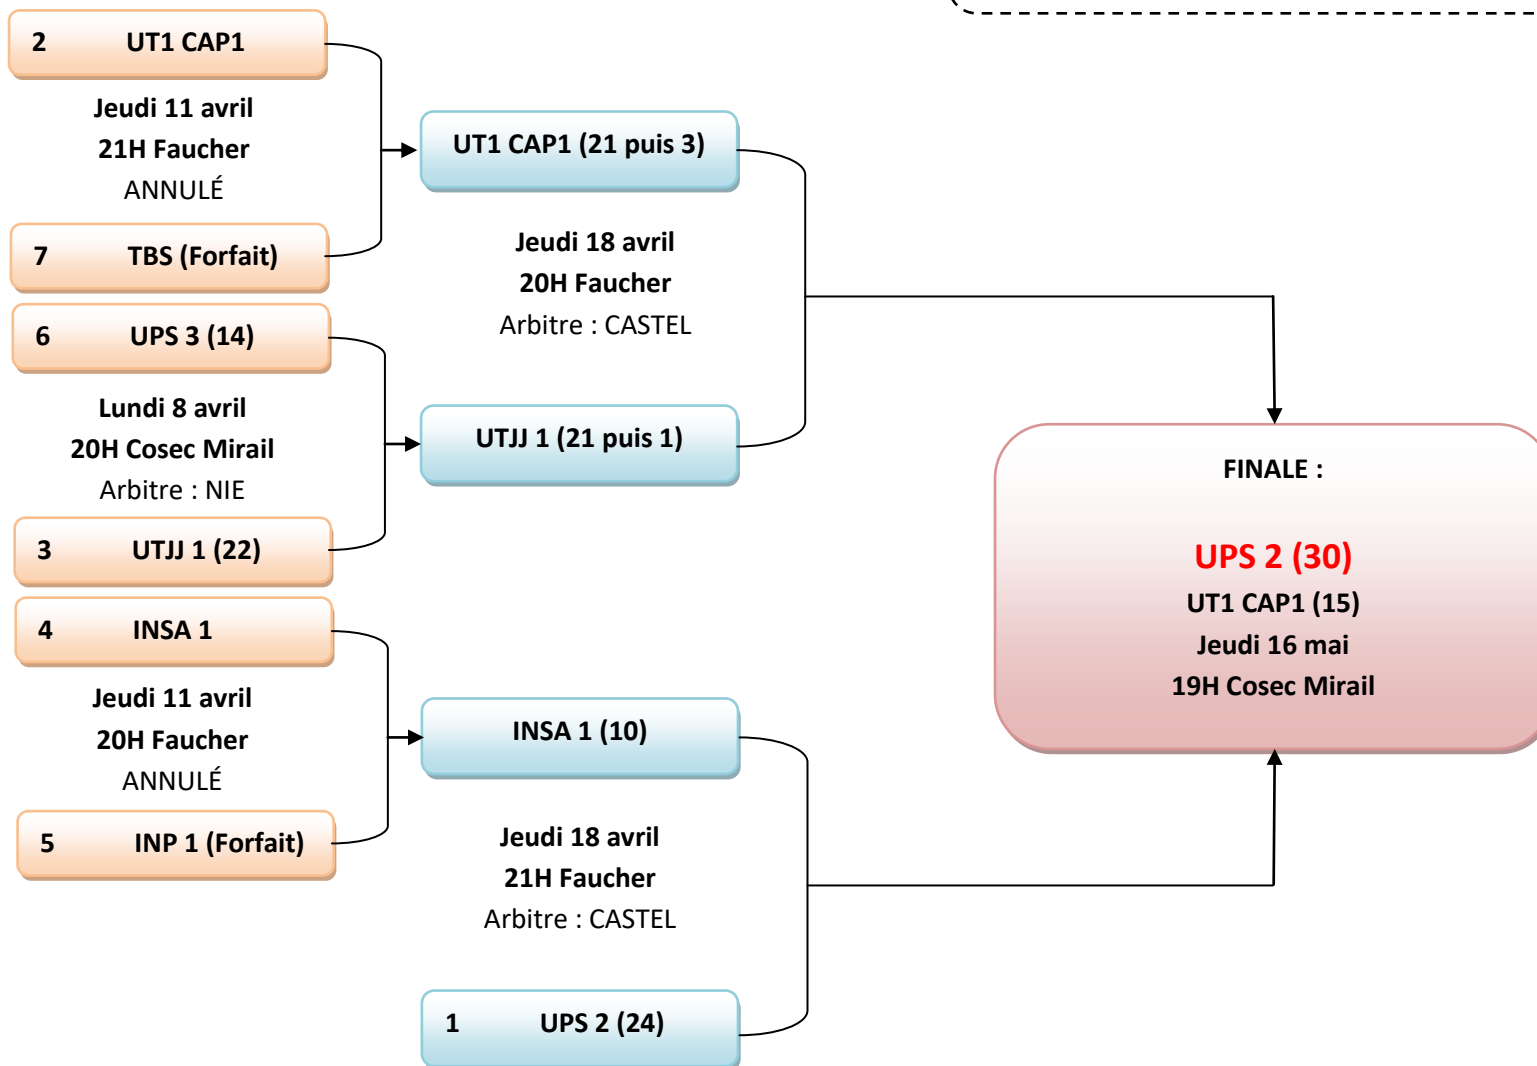 2 UT1 CAP1
Jeudi 11 avril
21H Faucher
ANNULÉ
7 TBS (Forfait)
6 UPS 3 (14)
Lundi 8 avril
20H Cosec Mirail
Arbitre : NIE
3 UTJJ 1 (22)
4 INSA 1
Jeudi 11 avril
20H Faucher
ANNULÉ
5 INP 1 (Forfait)
UT1 CAP1 (21 puis 3)
Jeudi 18 avril
20H Faucher
Arbitre : CASTEL
UTJJ 1 (21 puis 1)
INSA 1 (10)
Jeudi 18 avril
21H Faucher
Arbitre : CASTEL
1 UPS 2 (24)
FINALE :
UPS 2 (30)
UT1 CAP1 (15)
Jeudi 16 mai
19H Cosec Mirail